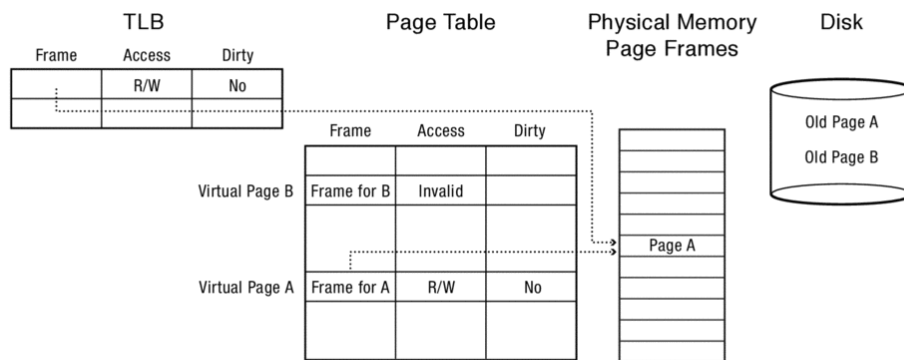 TLB
Page Table
Physical Memory
Page Frames
Disk
Frame Access Dirty
R/W No
Old Page A
Old Page B
Frame Access Dirty
Virtual Page B Frame for B Invalid
Page A
Virtual Page A Frame for A R/W No